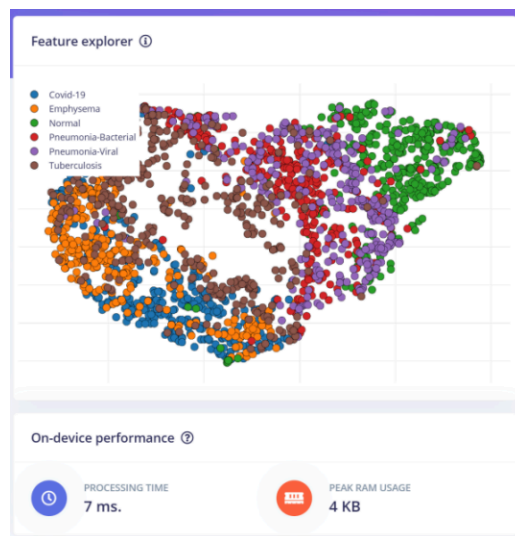 Feature explorer
Covid-19
Emphysema
Normal
Pneumonia-Bacterial
Pneumonia-Viral
Tuberculosis
On-device performance
PROCESSING TIME
7 ms.
PEAK RAM USAGE
4 KB